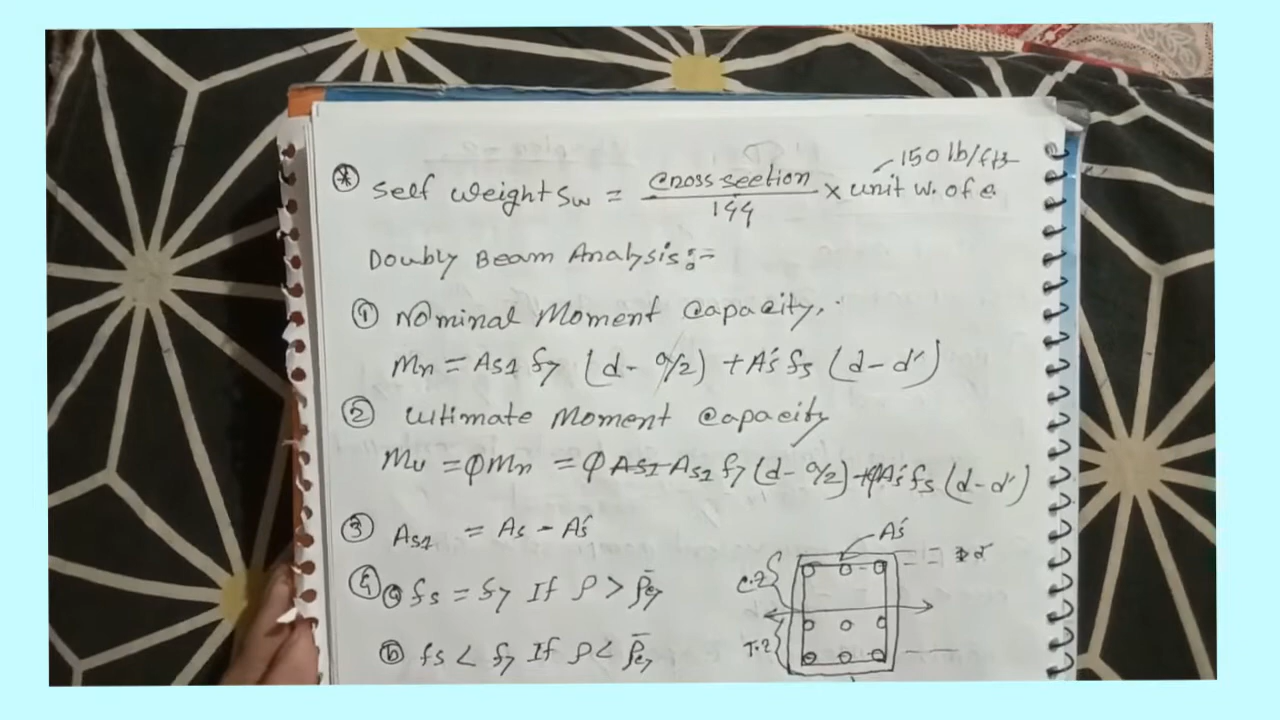 150 lb/ft3
* Self Weight Sw = Cross section / 144 × unit w. of c
Doubly Beam Analysis:-
① Nominal Moment Capacity,
Mn = As1 fy (d - a/2) + As' fs (d - d')
② Ultimate Moment Capacity
Mu = φMn = φ As1 fy (d - a/2) + φAs' fs (d - d')
③ As1 = As - As'
④ ⓐ fs = fy If ρ > ρ̄cy
ⓑ fs < fy If ρ < ρ̄cy
As'
d'
C.Z
T.Z